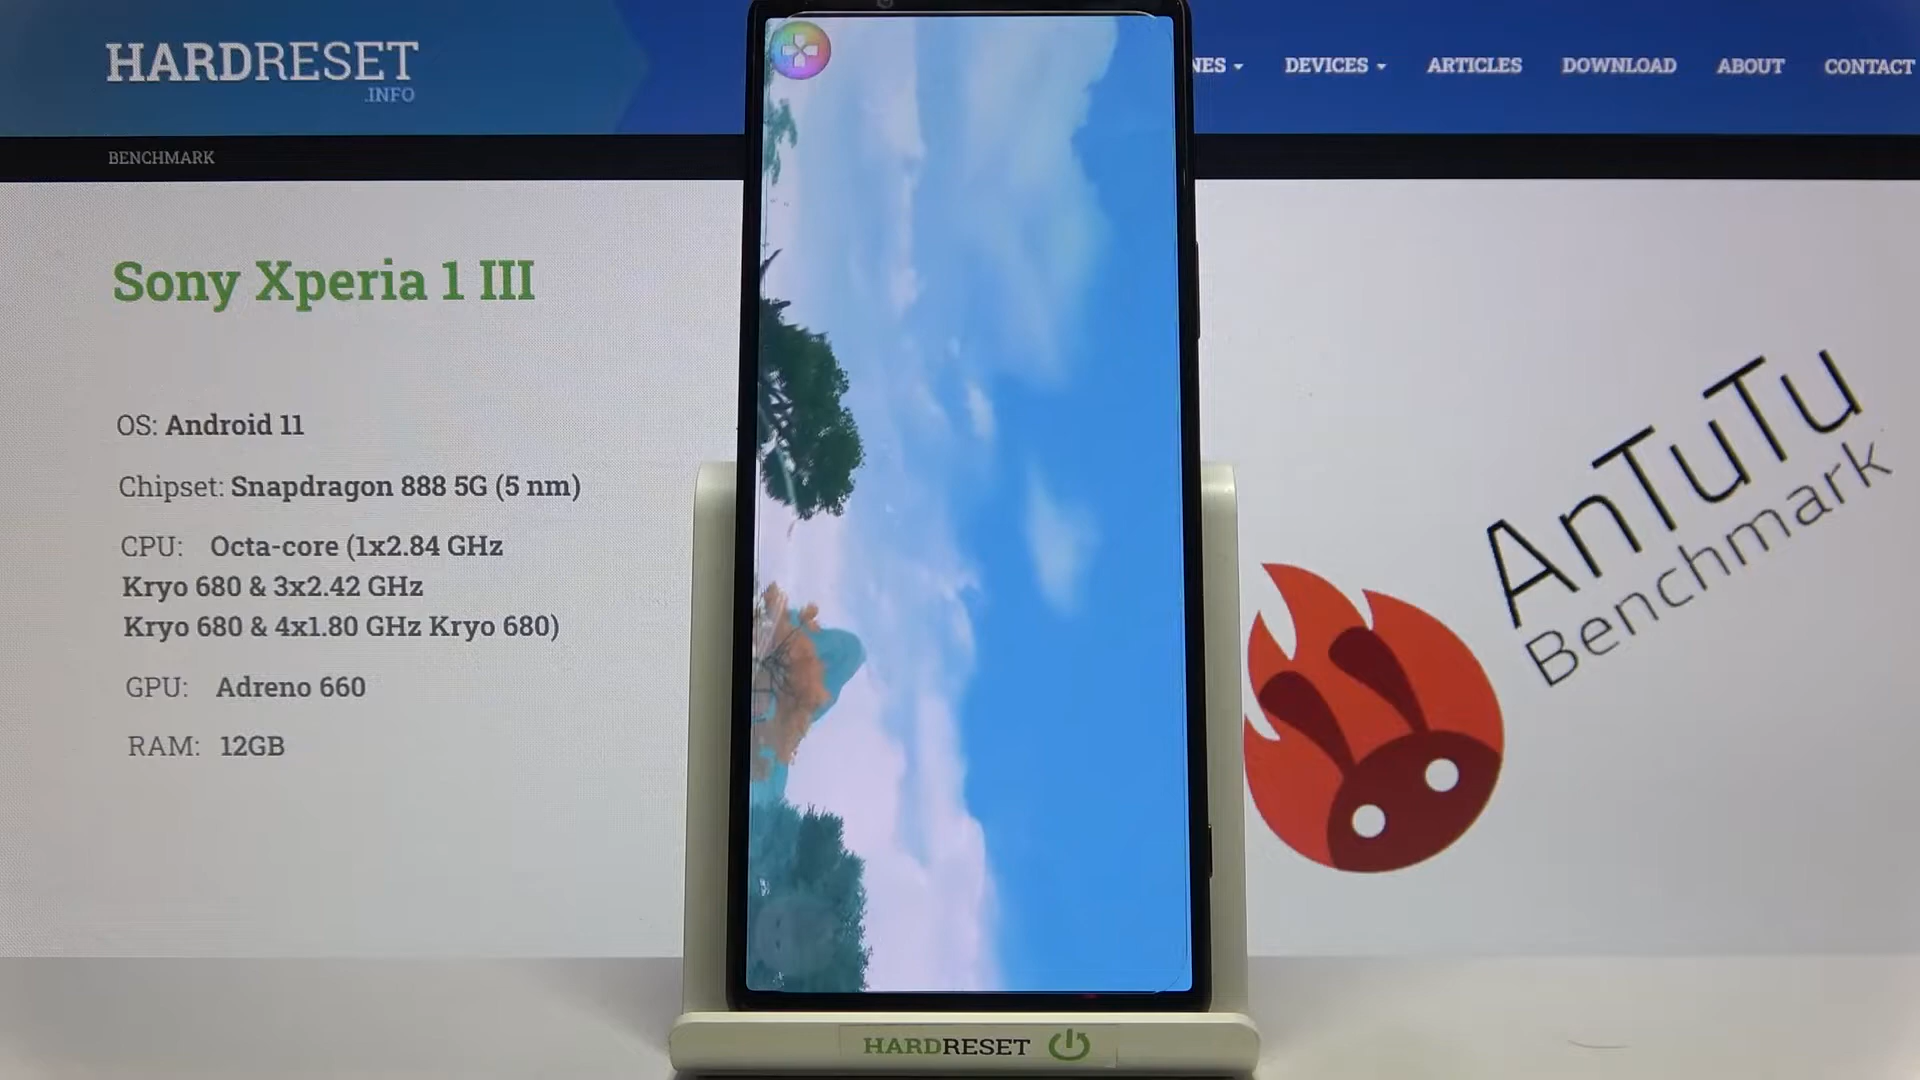 HARDRESET
.INFO
NES
DEVICES
ARTICLES
DOWNLOAD
ABOUT
CONTACT
BENCHMARK
Sony Xperia 1 III
OS: Android 11
Chipset: Snapdragon 888 5G (5 nm)
CPU: Octa-core (1x2.84 GHz
Kryo 680 & 3x2.42 GHz
Kryo 680 & 4x1.80 GHz Kryo 680)
GPU: Adreno 660
RAM: 12GB
AnTuTu
Benchmark
HARDRESET